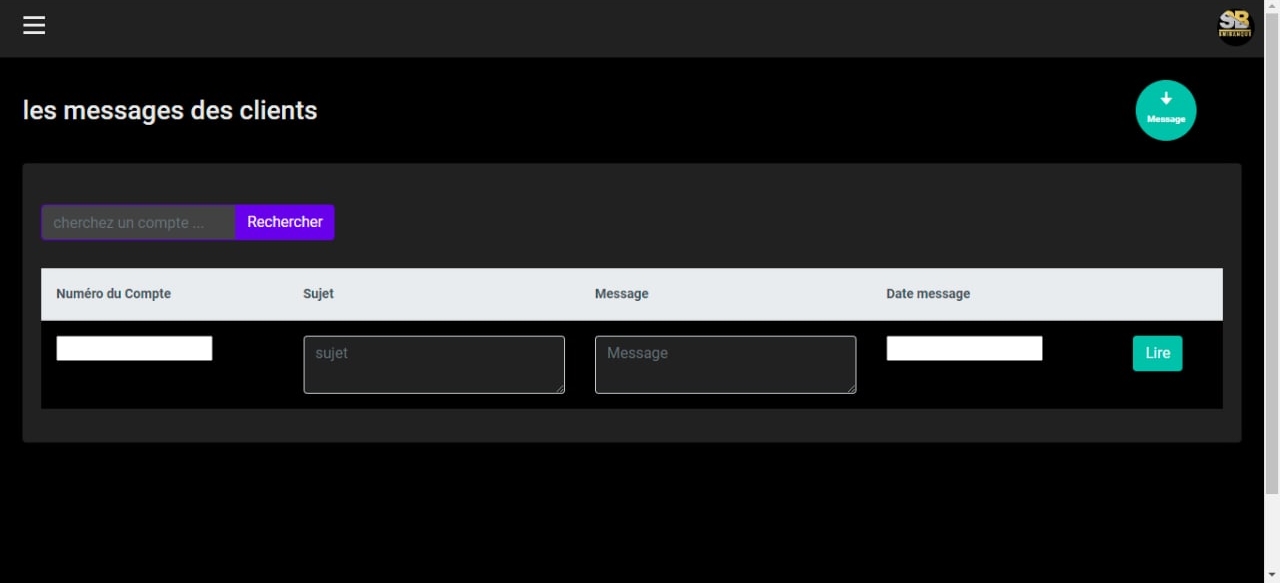 SB
les messages des clients
Message
cherchez un compte ...
Rechercher
Numéro du Compte
Sujet
Message
Date message
sujet
Message
Lire